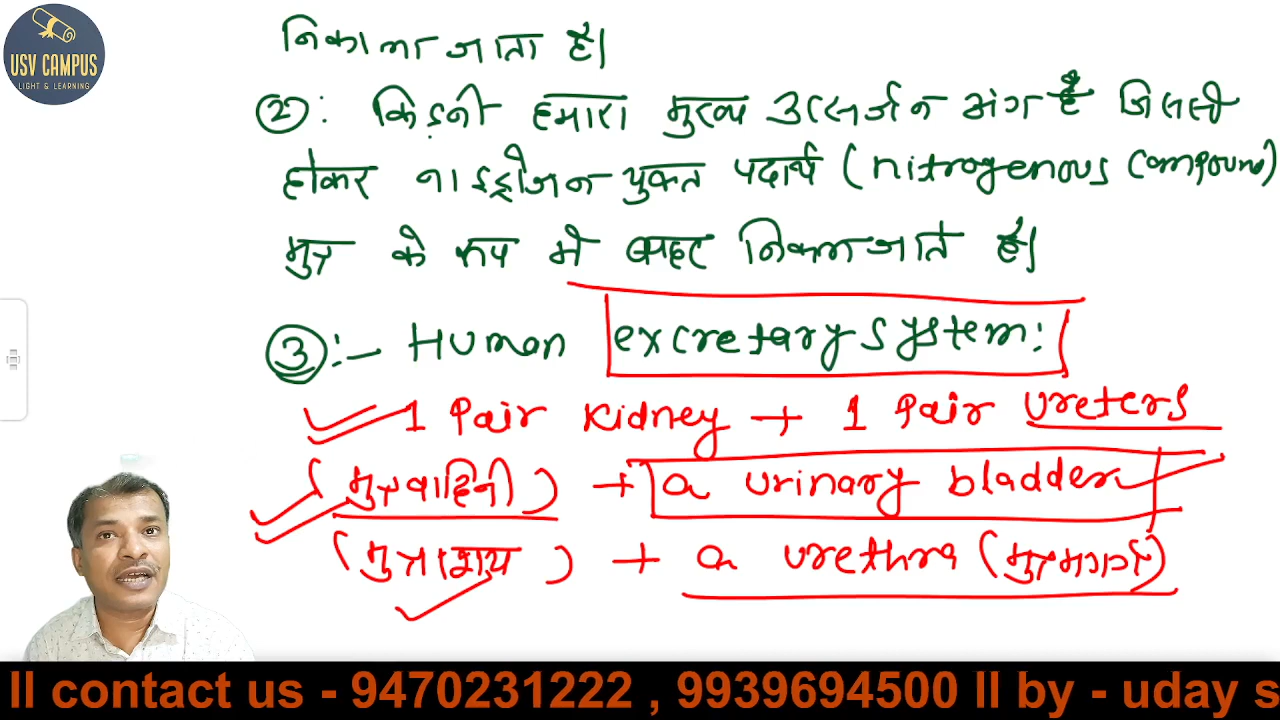 USV CAMPUS
LIGHT & LEARNING
निकाला जाता है।
② : किडनी हमारा मुख्य उत्सर्जन अंग है जिससे
होकर नाइट्रोजन युक्त पदार्थ (nitrogenous compound)
मुत्र के रूप में बाहर निकाल जाते है।
③ :- Human excretary system:
1 Pair Kidney + 1 Pair ureters
(मुत्रवाहिनी) + a urinary bladder
(मुत्राशय) + a urethra (मुत्रमार्ग)
ll contact us - 9470231222 , 9939694500 ll by - uday s